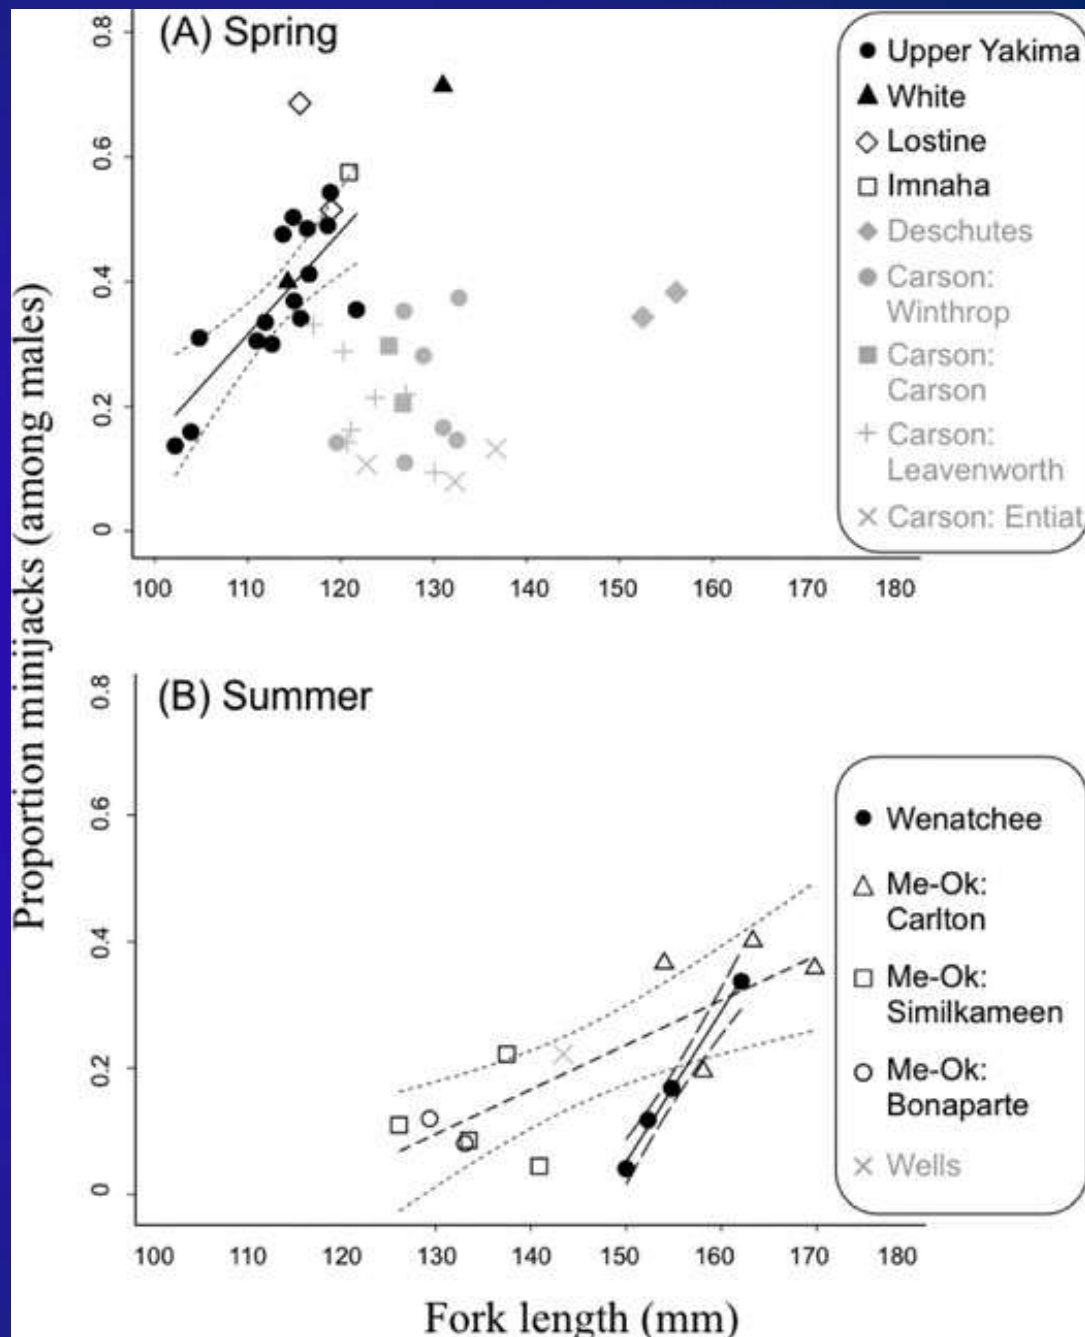 (A) Spring
Upper Yakima
White
Lostine
Imnaha
Deschutes
Carson:
Winthrop
Carson:
Carson
Carson:
Leavenworth
Carson: Entiat
0.8
0.6
0.4
0.2
0
100 110 120 130 140 150 160 170 180
Proportion minijacks (among males)
(B) Summer
Wenatchee
Me-Ok:
Carlton
Me-Ok:
Similkameen
Me-Ok:
Bonaparte
Wells
0.8
0.6
0.4
0.2
0
100 110 120 130 140 150 160 170 180
Fork length (mm)